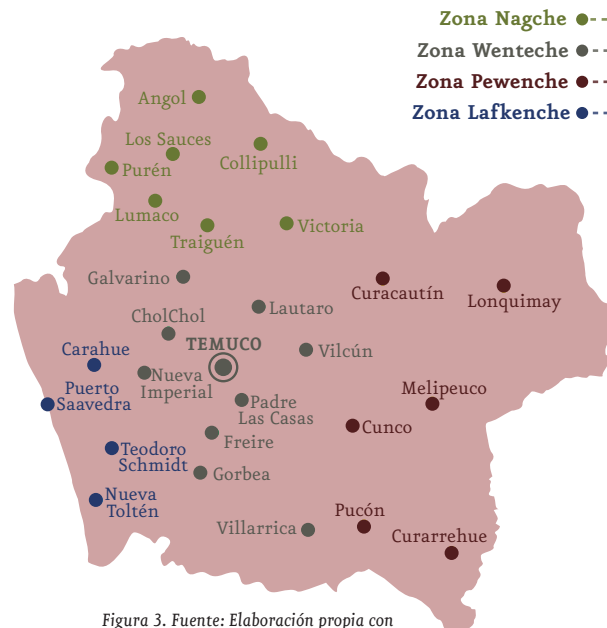 Zona Nagche
Zona Wenteche
Zona Pewenche
Zona Lafkenche
Angol
Los Sauces
Collipulli
Purén
Lumaco
Traiguén
Victoria
Galvarino
Curacautín
Lonquimay
Lautaro
CholChol
TEMUCO
Carahue
Vilcún
Nueva
Imperial
Puerto
Saavedra
Melipeuco
Padre
Las Casas
Cunco
Freire
Teodoro
Schmidt
Gorbea
Nueva
Toltén
Pucón
Villarrica
Curarrehue
Figura 3. Fuente: Elaboración propia con